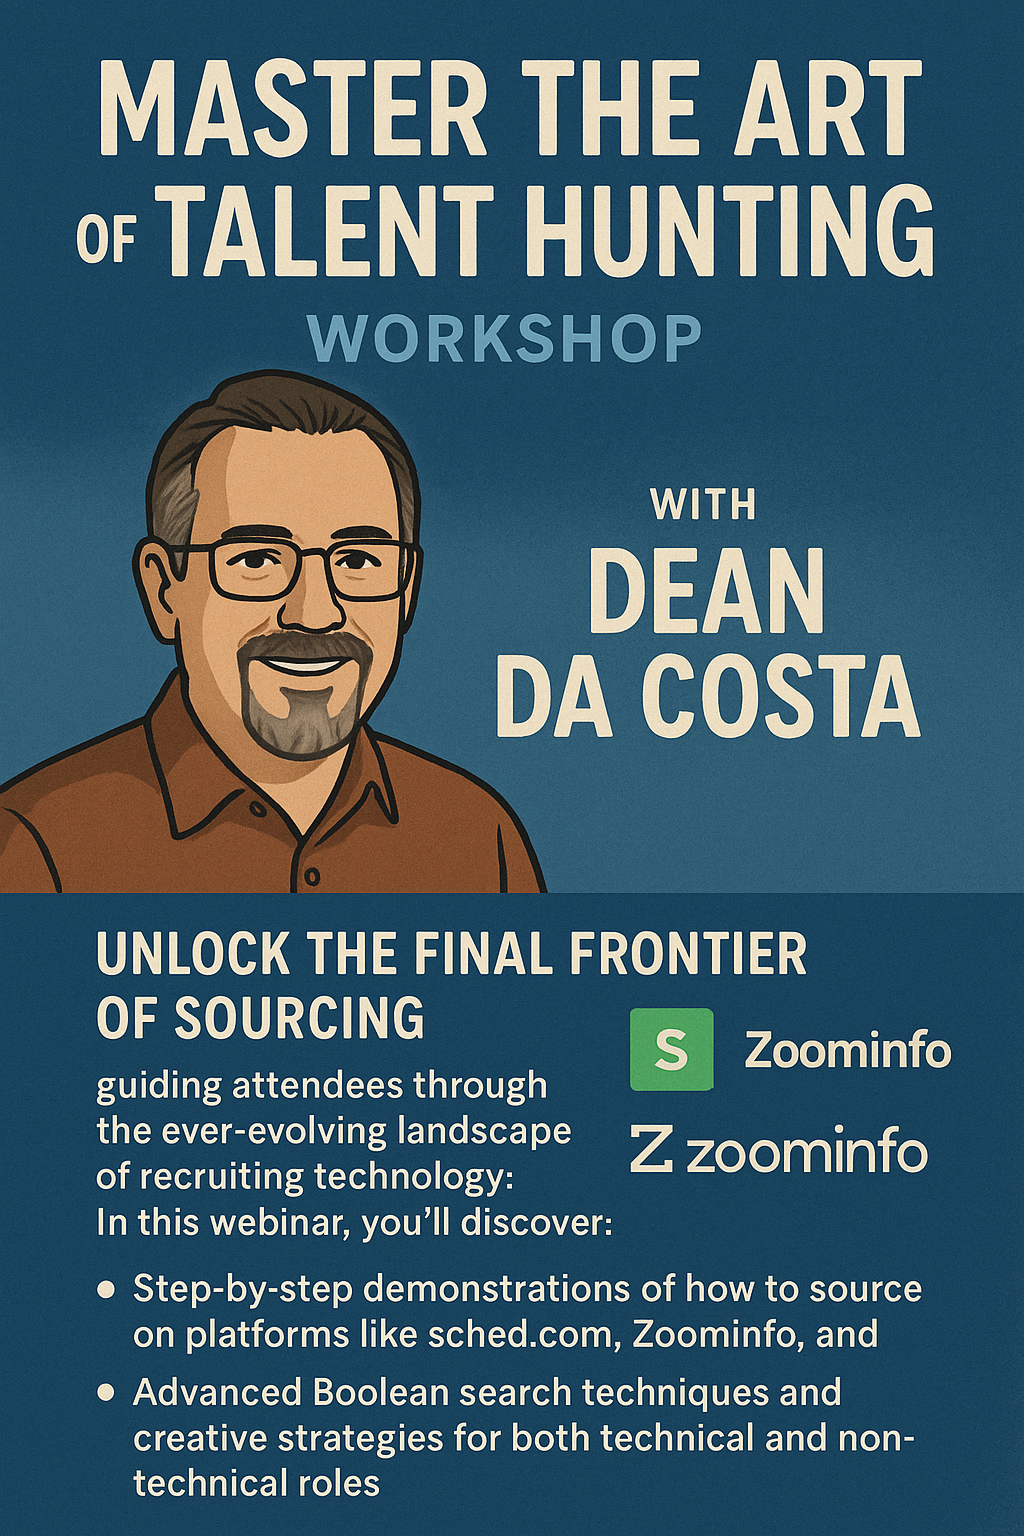 MASTER THE ART
OF TALENT HUNTING
WORKSHOP
WITH
DEAN
DA COSTA
UNLOCK THE FINAL FRONTIER
OF SOURCING
guiding attendees through
the ever-evolving landscape
of recruiting technology:
In this webinar, you’ll discover:
S Zoominfo
Z zoominfo
• Step-by-step demonstrations of how to source
on platforms like sched.com, Zoominfo, and
• Advanced Boolean search techniques and
creative strategies for both technical and non-
technical roles